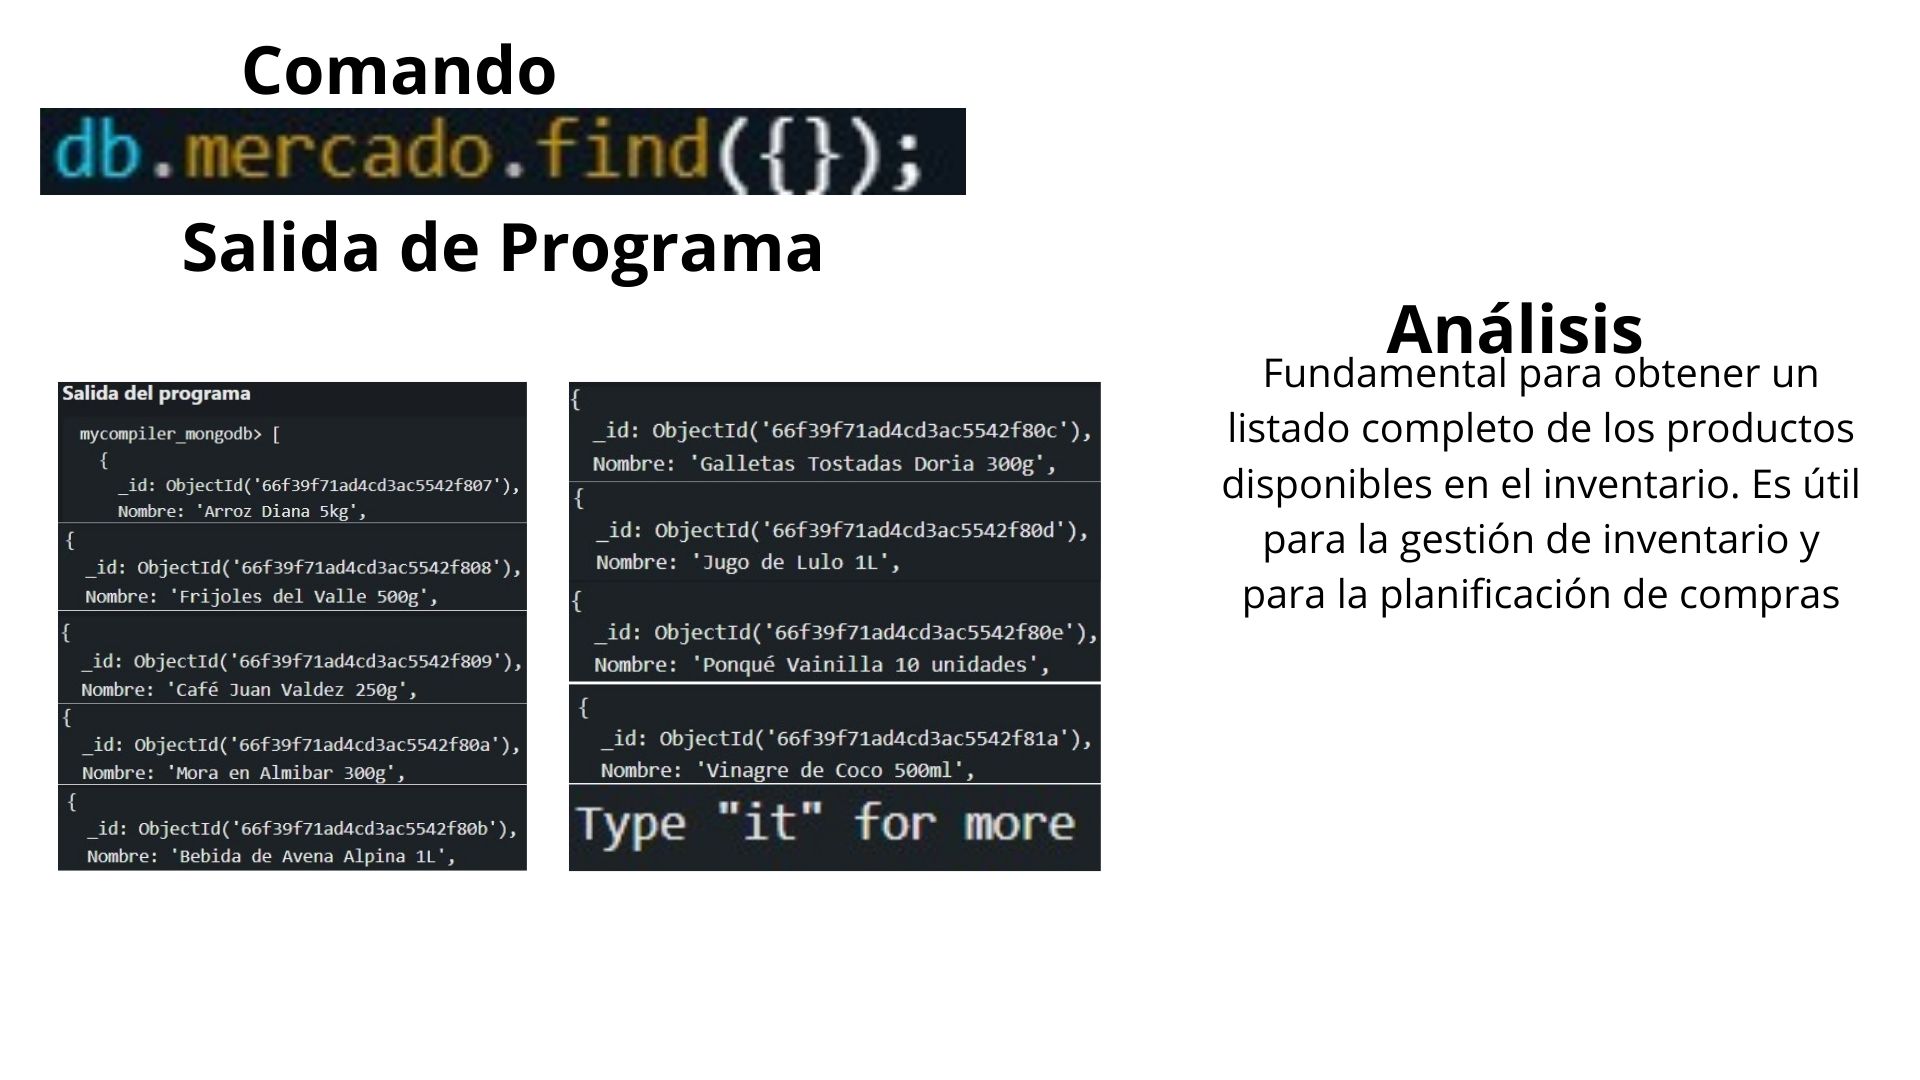 Comando
db.mercado.find({});
Salida de Programa
Salida del programa
mycompiler_mongodb> [
{
_id: ObjectId('66f39f71ad4cd3ac5542f807'),
Nombre: 'Arroz Diana 5kg',
{
_id: ObjectId('66f39f71ad4cd3ac5542f808'),
Nombre: 'Frijoles del Valle 500g',
{
_id: ObjectId('66f39f71ad4cd3ac5542f809'),
Nombre: 'Café Juan Valdez 250g',
{
_id: ObjectId('66f39f71ad4cd3ac5542f80a'),
Nombre: 'Mora en Almibar 300g',
{
_id: ObjectId('66f39f71ad4cd3ac5542f80b'),
Nombre: 'Bebida de Avena Alpina 1L',
{
_id: ObjectId('66f39f71ad4cd3ac5542f80c'),
Nombre: 'Galletas Tostadas Doria 300g',
{
_id: ObjectId('66f39f71ad4cd3ac5542f80d'),
Nombre: 'Jugo de Lulo 1L',
{
_id: ObjectId('66f39f71ad4cd3ac5542f80e'),
Nombre: 'Ponqué Vainilla 10 unidades',
{
_id: ObjectId('66f39f71ad4cd3ac5542f81a'),
Nombre: 'Vinagre de Coco 500ml',
Type "it" for more
Análisis
Fundamental para obtener un
listado completo de los productos
disponibles en el inventario. Es útil
para la gestión de inventario y
para la planificación de compras